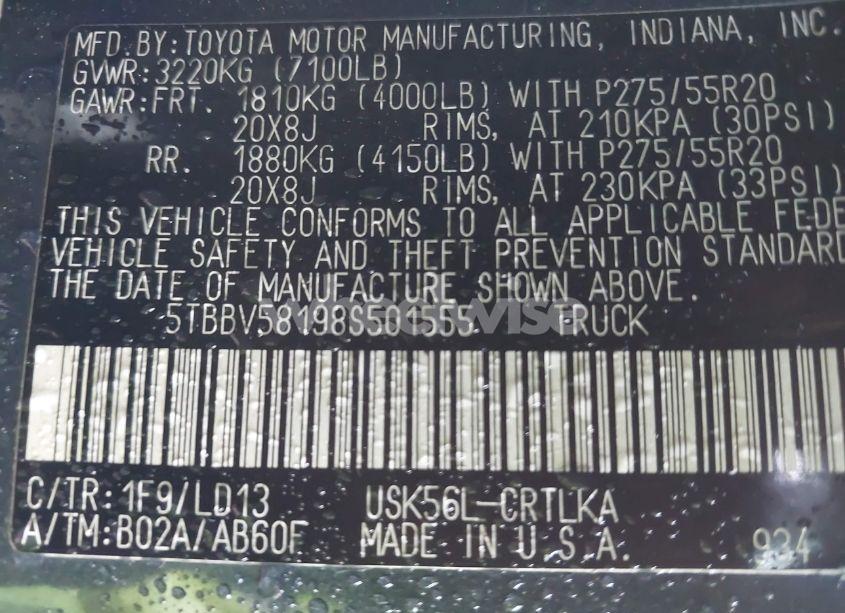 MFD. BY: TOYOTA MOTOR MANUFACTURING, INDIANA, INC.
GVWR: 3220KG (7100LB)
GAWR: FRT. 1810KG (4000LB) WITH P275/55R20
20X8J RIMS, AT 210KPA (30PSI)
RR. 1880KG (4150LB) WITH P275/55R20
20X8J RIMS, AT 230KPA (33PSI)
THIS VEHICLE CONFORMS TO ALL APPLICABLE FEDE
VEHICLE SAFETY AND THEFT PREVENTION STANDARD
THE DATE OF MANUFACTURE SHOWN ABOVE.
5TBBV58198S501555 TRUCK
C/TR: 1F9/LD13 USK56L-CRTLKA
A/TM: B02A/AB60F MADE IN U.S.A. 934